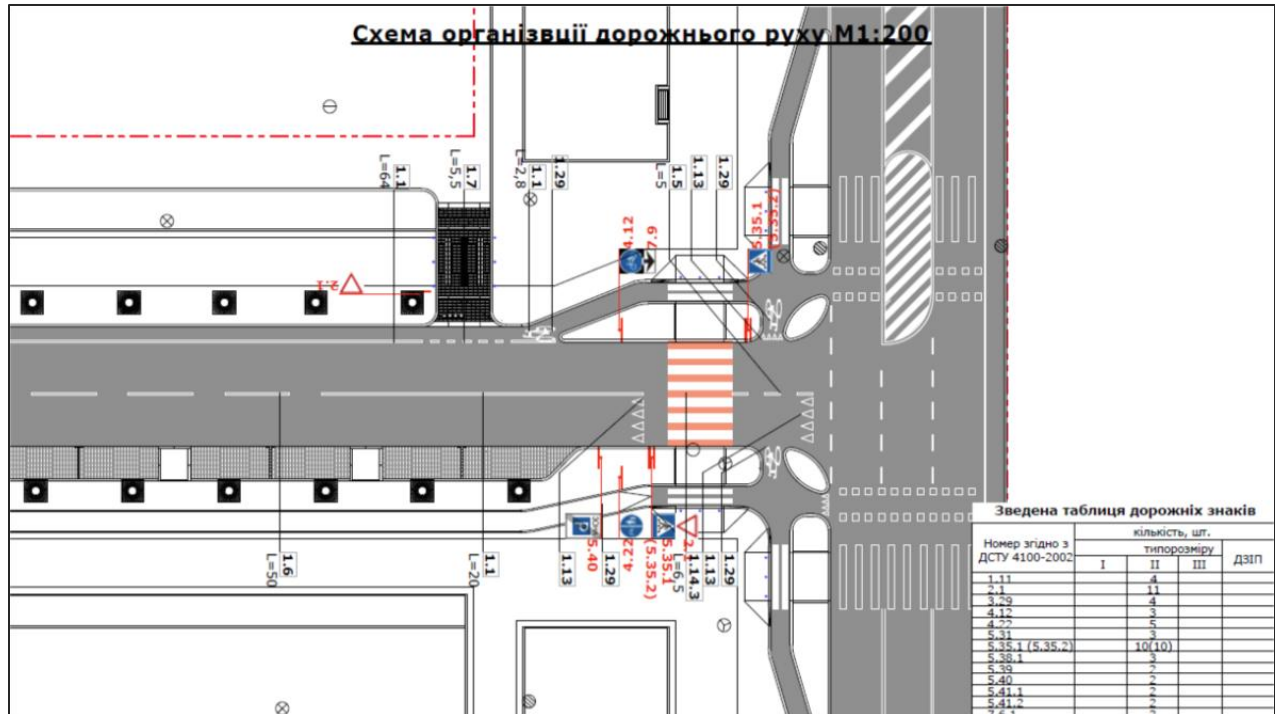 Схема організвції дорожнього руху М1:200
L=64
1.1
L=5,5
1.7
L=2,8
1.1
1.29
L=5
1.5
1.13
1.29
4.12
7.9
5.35.1
(5.35.2)
2.1
L=50
1.6
L=20
1.1
1.13
5.40
1.29
4.22
(5.35.2)
5.35.1
L=6,5
1.14.3
1.13
1.29
Зведена таблиця дорожніх знаків
Номер згідно з ДСТУ 4100-2002
кількість, шт.
типорозміру
I II III ДЗІП
1.11 4
2.1 11
3.29 4
4.12 3
4.22 5
5.31 3
5.35.1 (5.35.2) 10(10)
5.38.1 3
5.39 2
5.40 2
5.41.1 2
5.41.2 2